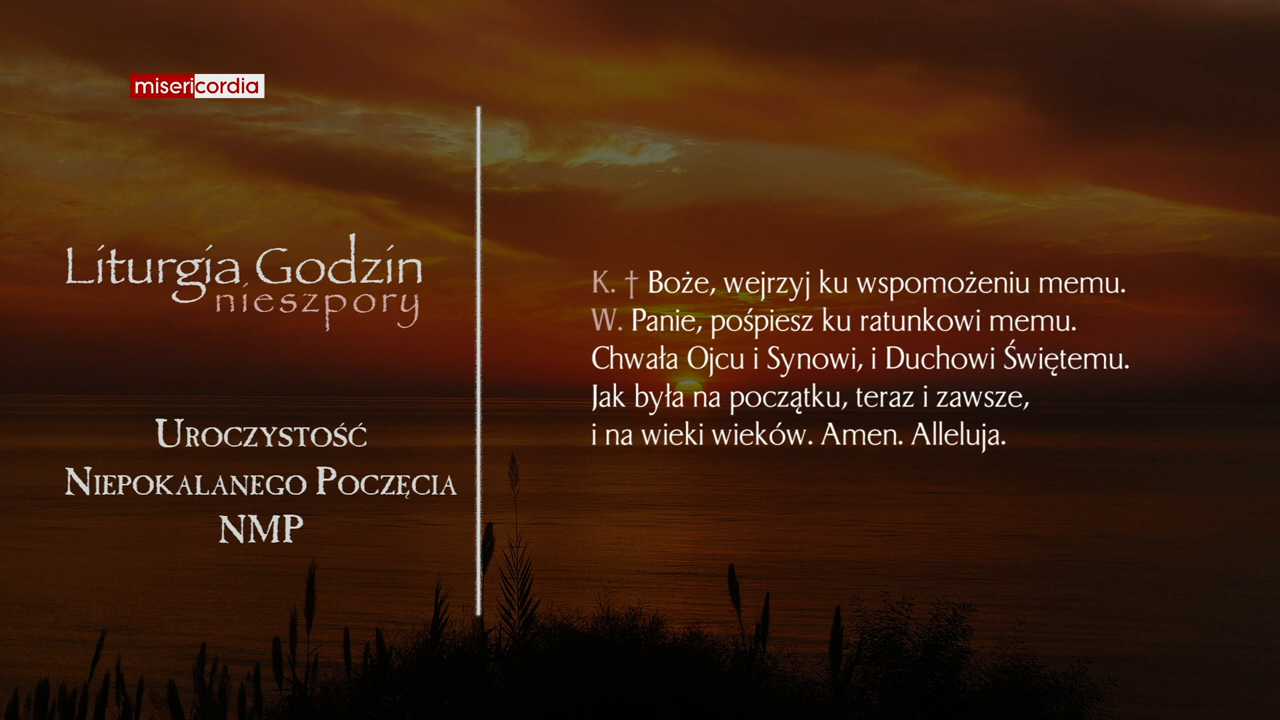 misericordia
Liturgia Godzin
nieszpory
Uroczystość
Niepokalanego Poczęcia
NMP
K. † Boże, wejrzyj ku wspomożeniu memu.
W. Panie, pośpiesz ku ratunkowi memu.
Chwała Ojcu i Synowi, i Duchowi Świętemu.
Jak była na początku, teraz i zawsze,
i na wieki wieków. Amen. Alleluja.